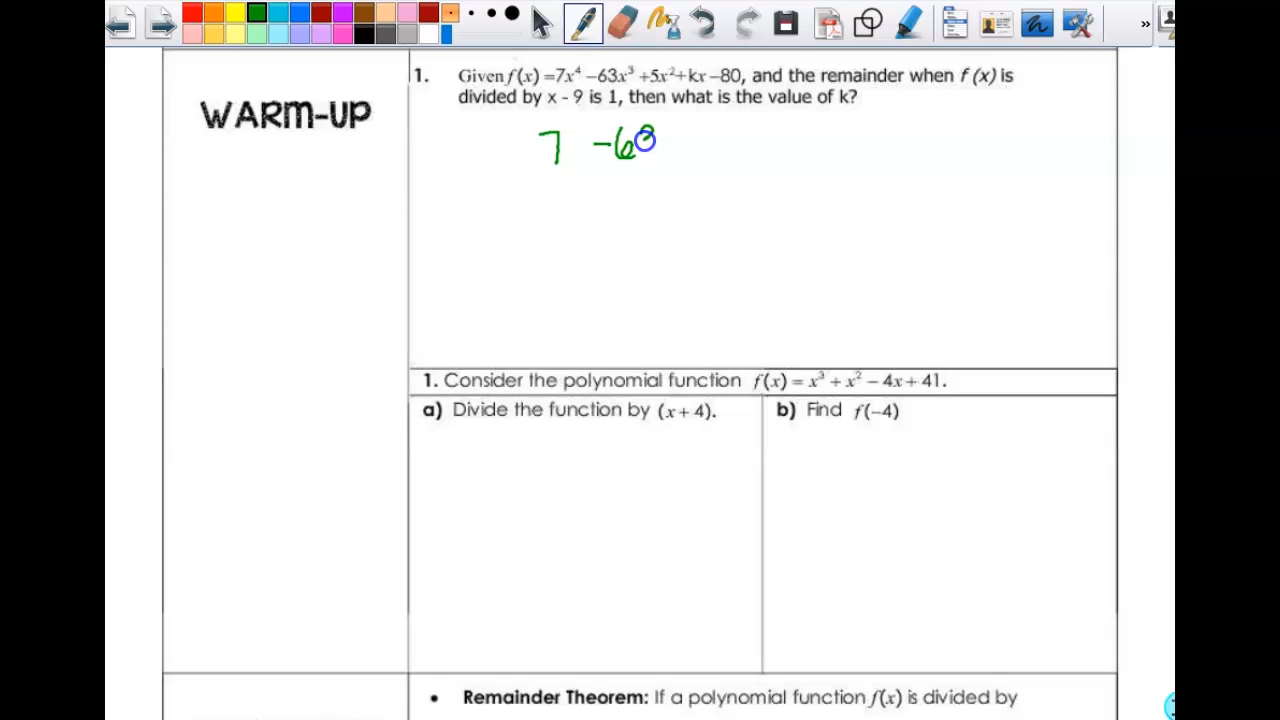 »
1. Given f(x) =7x⁴ −63x³ +5x²+kx −80, and the remainder when f (x) is
divided by x - 9 is 1, then what is the value of k?
WARM-UP
7 -6
1. Consider the polynomial function f(x) = x³ + x² − 4x + 41.
a) Divide the function by (x + 4).
b) Find f(−4)
• Remainder Theorem: If a polynomial function f(x) is divided by